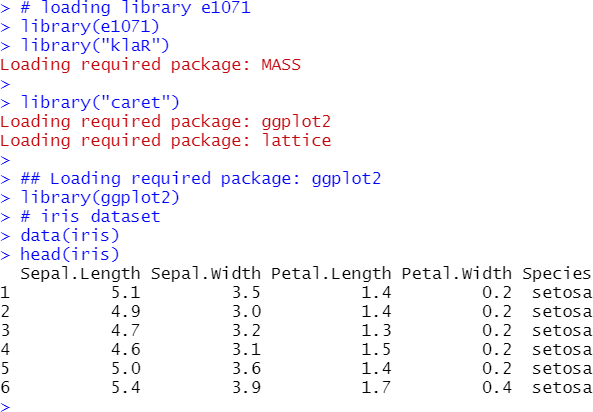 > # loading library e1071
> library(e1071)
> library("klaR")
Loading required package: MASS
>
> library("caret")
Loading required package: ggplot2
Loading required package: lattice
>
> ## Loading required package: ggplot2
> library(ggplot2)
> # iris dataset
> data(iris)
> head(iris)
  Sepal.Length Sepal.Width Petal.Length Petal.Width Species
1          5.1         3.5          1.4         0.2  setosa
2          4.9         3.0          1.4         0.2  setosa
3          4.7         3.2          1.3         0.2  setosa
4          4.6         3.1          1.5         0.2  setosa
5          5.0         3.6          1.4         0.2  setosa
6          5.4         3.9          1.7         0.4  setosa
>